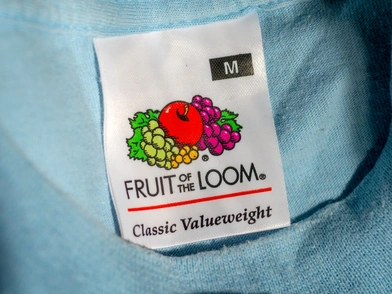 M
FRUIT OF THE LOOM®
Classic Valueweight